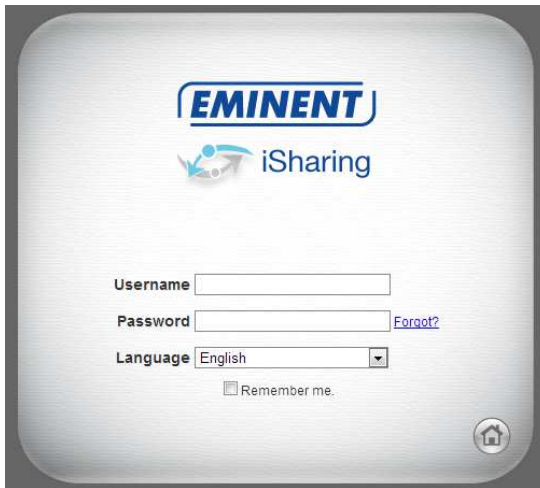 EMINENT
iSharing
Username
Password Forgot?
Language English
Remember me.